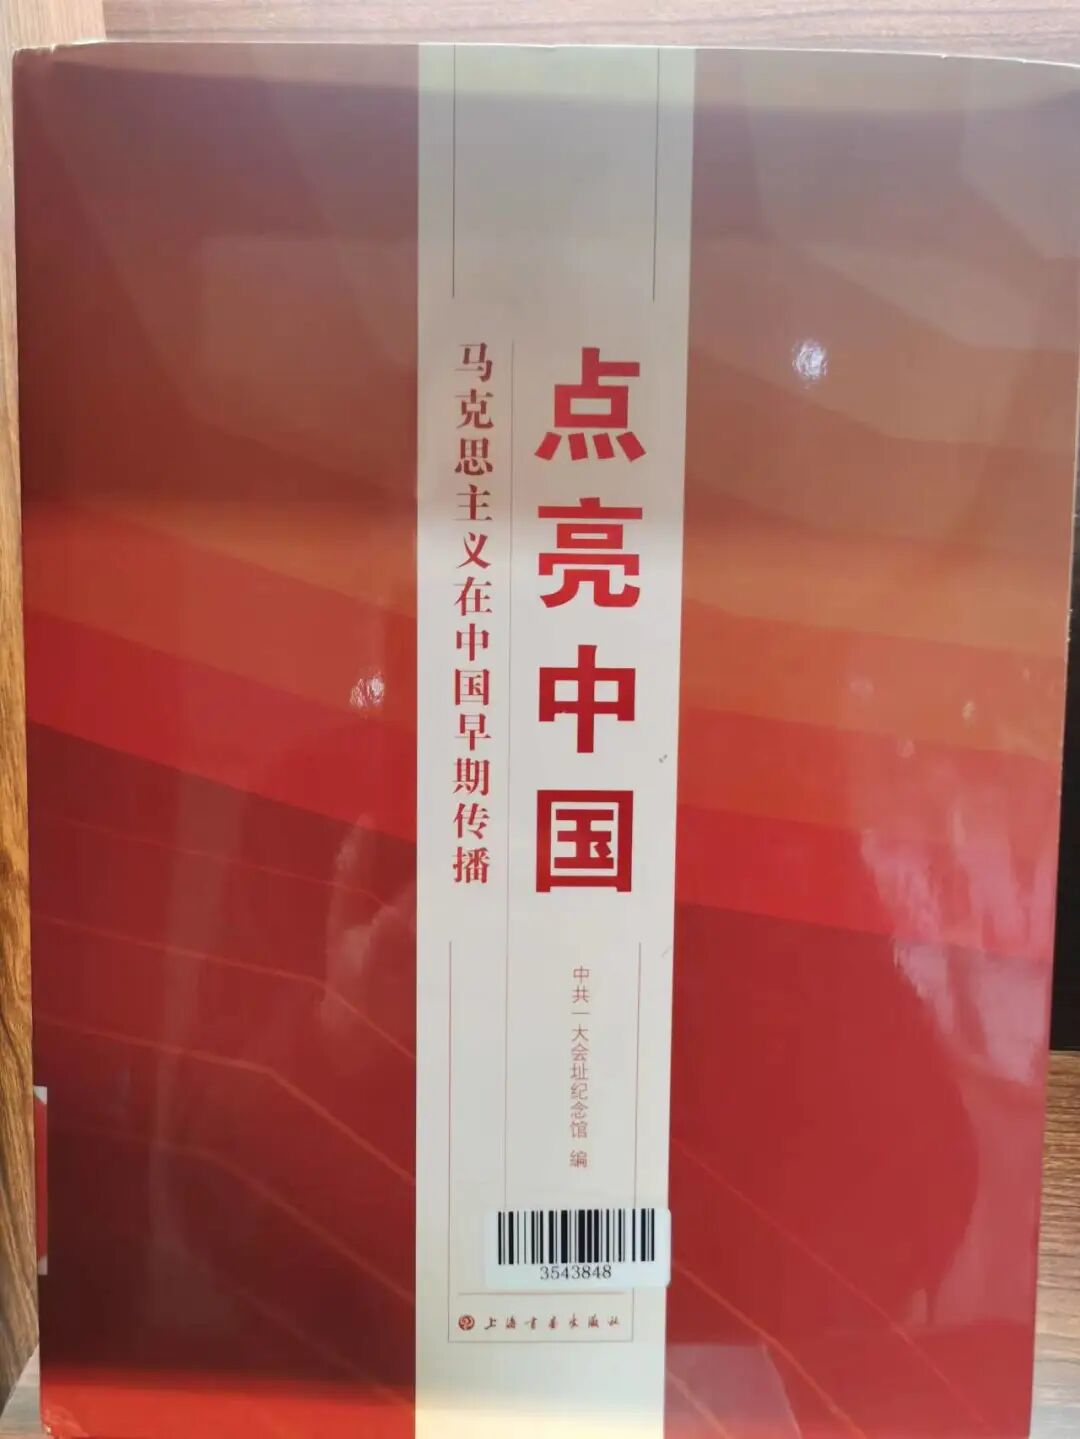 点亮中国
马克思主义在中国早期传播
中共一大会址纪念馆 编
3543848
上海书画出版社